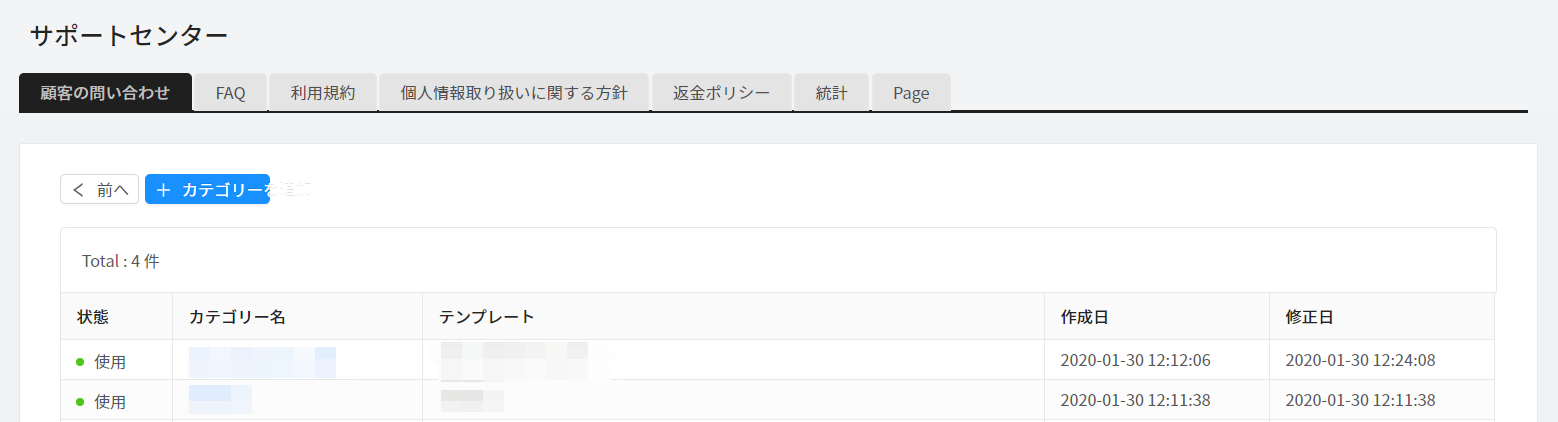 サポートセンター
顧客の問い合わせ FAQ 利用規約 個人情報取り扱いに関する方針 返金ポリシー 統計 Page
前へ カテゴリーを追加
Total : 4 件
状態 カテゴリー名 テンプレート 作成日 修正日
使用 2020-01-30 12:12:06 2020-01-30 12:24:08
使用 2020-01-30 12:11:38 2020-01-30 12:11:38